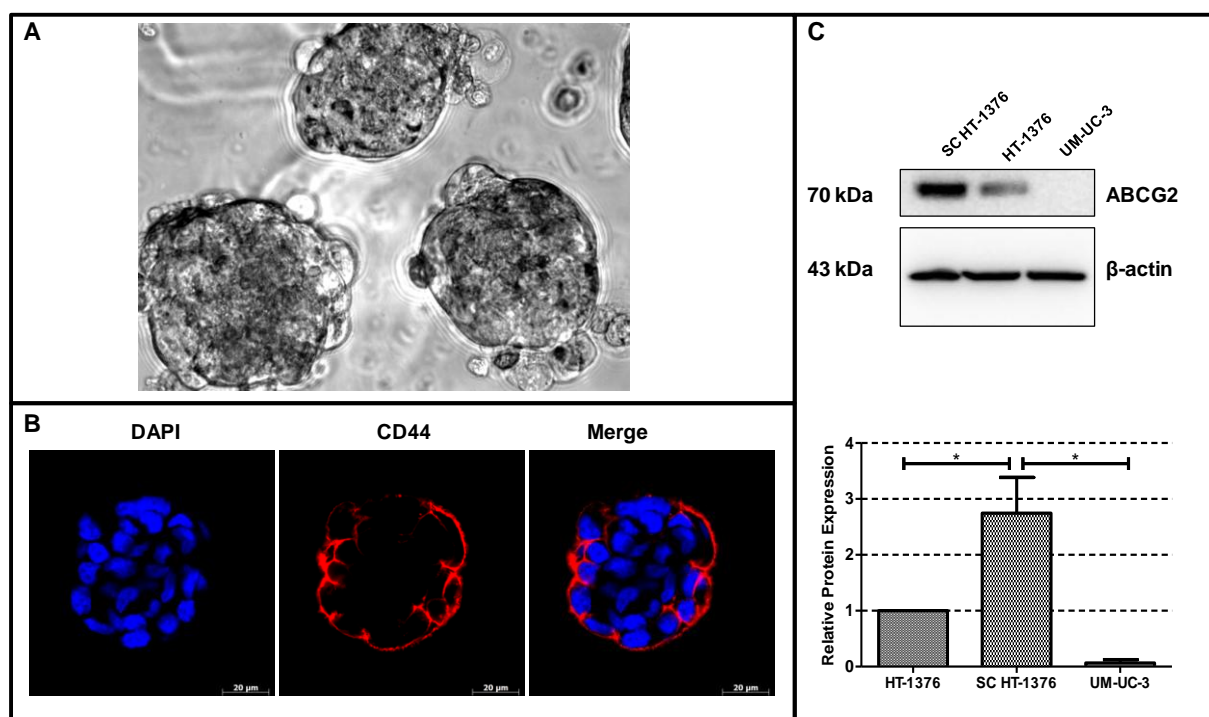 A
B
DAPI CD44 Merge
20 µm 20 µm 20 µm
C
SC HT-1376 HT-1376 UM-UC-3
70 kDa ABCG2
43 kDa β-actin
Relative Protein Expression
4
* *
3
2
1
0
HT-1376 SC HT-1376 UM-UC-3